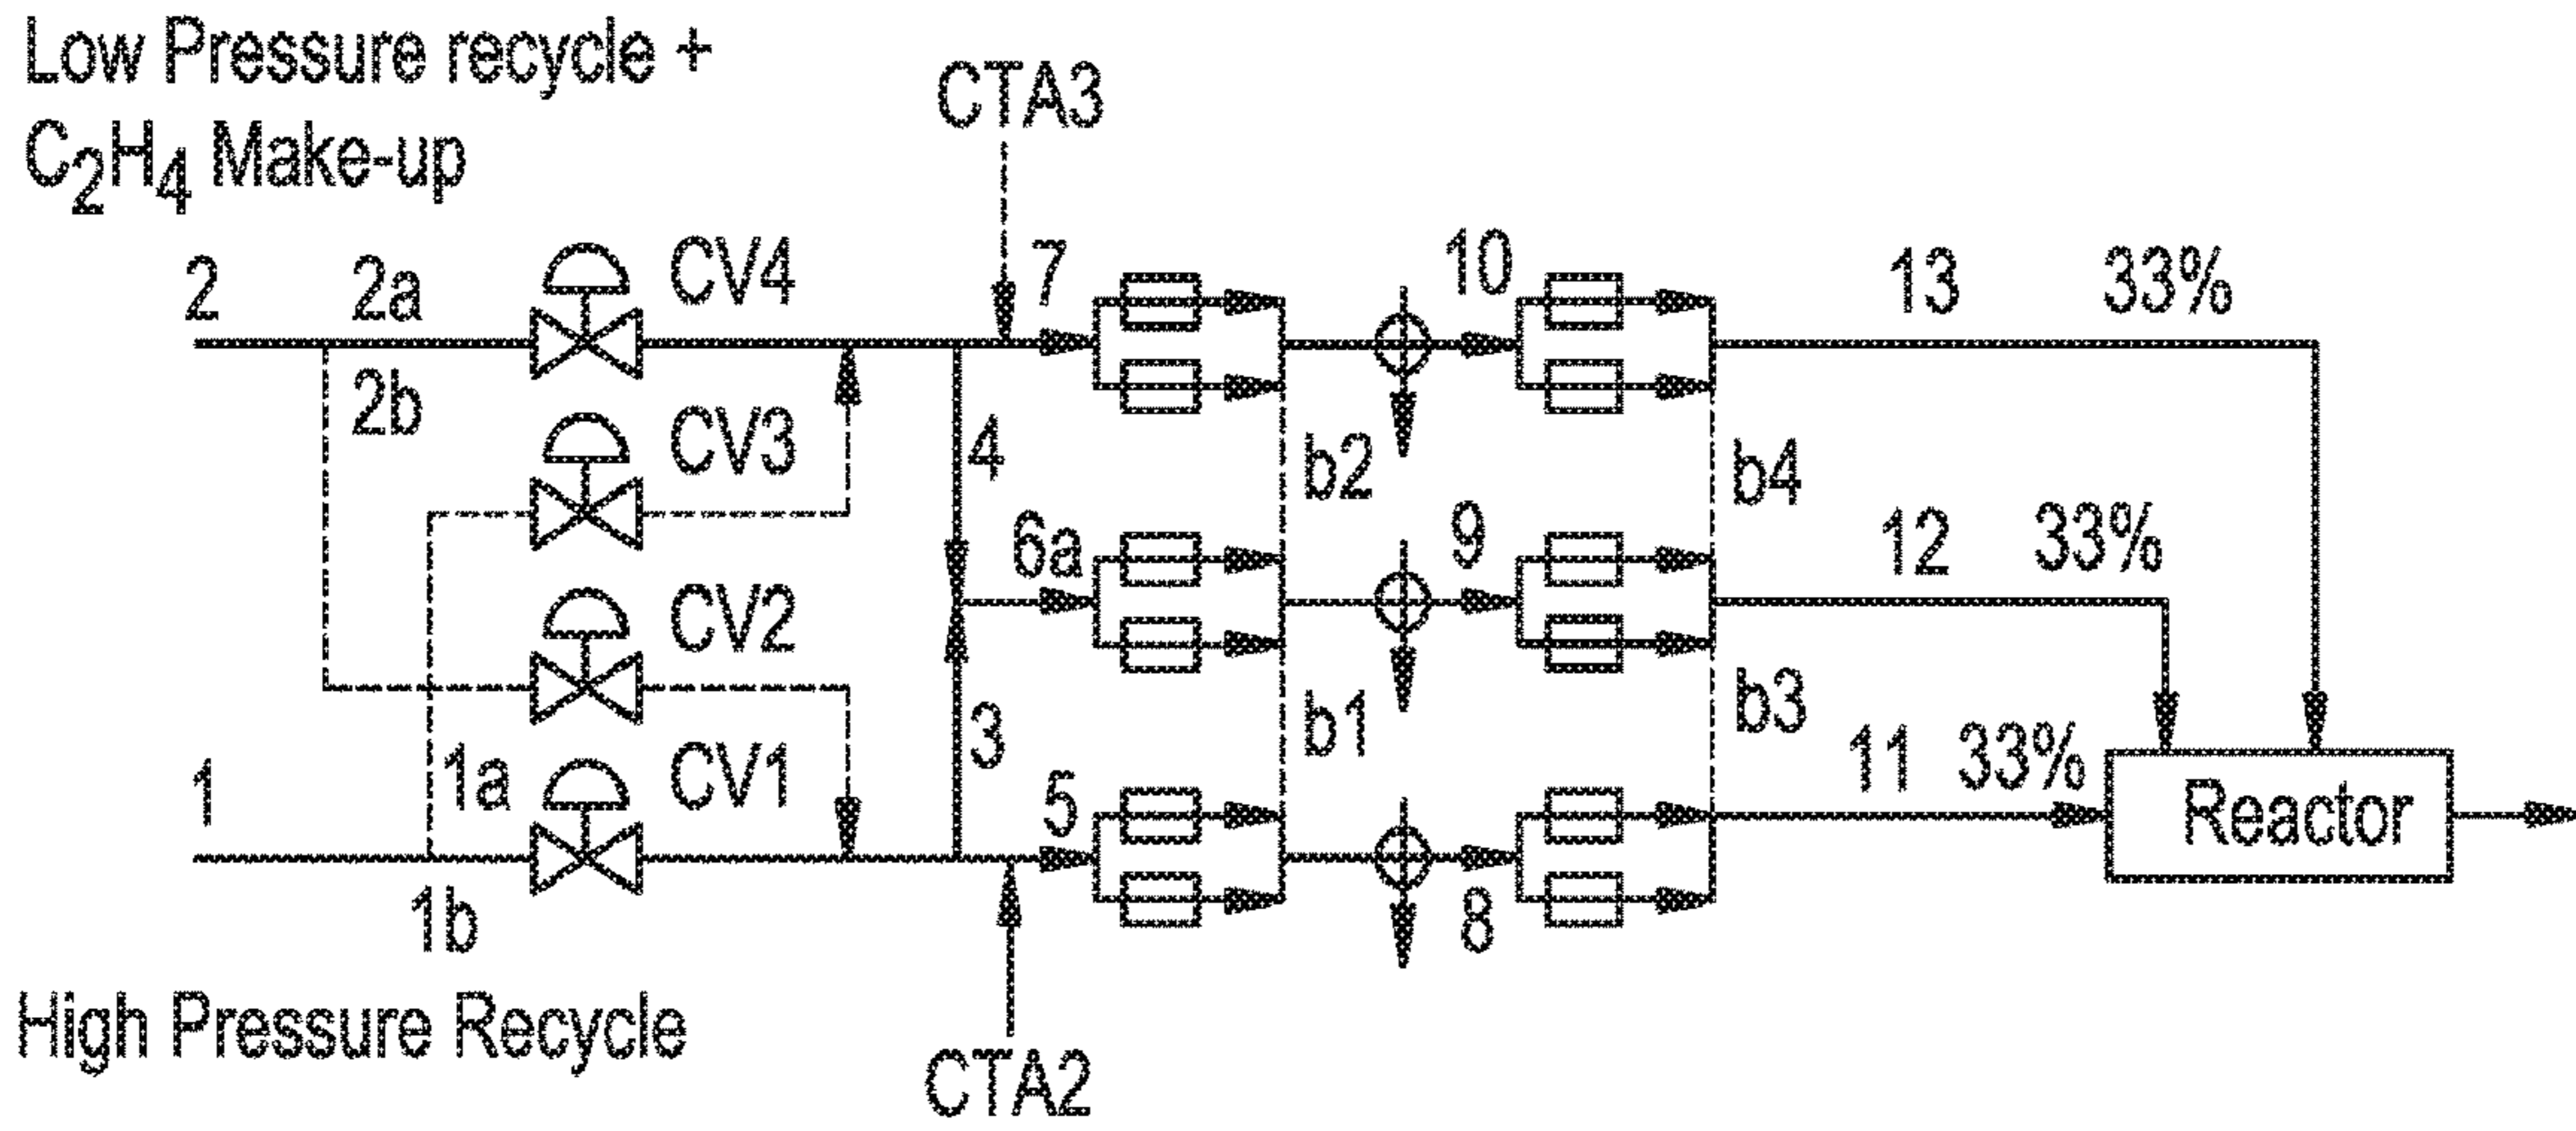 Low Pressure recycle +
C2H4 Make-up
CTA3
2
2a
CV4
7
10
13
33%
2b
CV3
4
b2
b4
6a
9
12
33%
CV2
3
b1
b3
1
1a
CV1
5
11
33%
Reactor
1b
8
High Pressure Recycle
CTA2